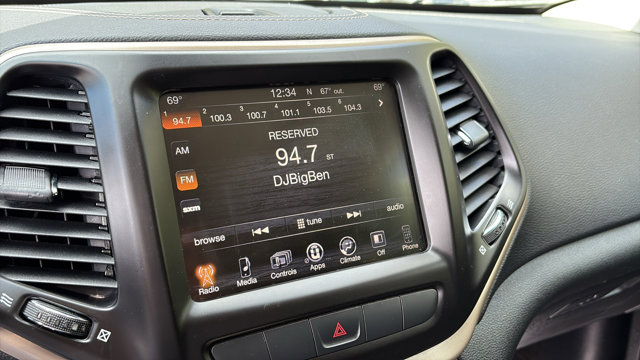 69° 12:34 N 67° out. 69°
1 94.7 2 100.3 3 100.7 4 101.1 5 103.5 6 104.3
RESERVED
AM
94.7 ST
FM
DJBigBen
sxm
browse tune audio
Radio Media Controls Apps Climate Off Phone